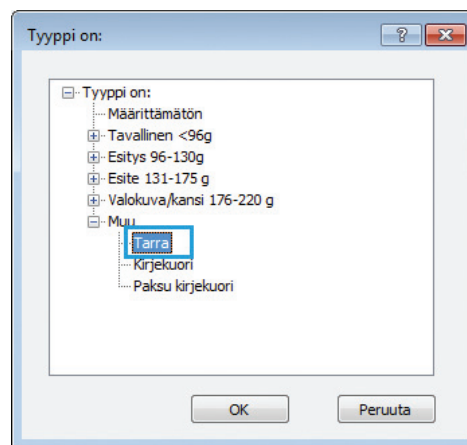 Tyyppi on:
Tyyppi on:
Määrittämätön
Tavallinen <96g
Esitys 96-130g
Esite 131-175 g
Valokuva/kansi 176-220 g
Muu
Tarra
Kirjekuori
Paksu kirjekuori
OK Peruuta